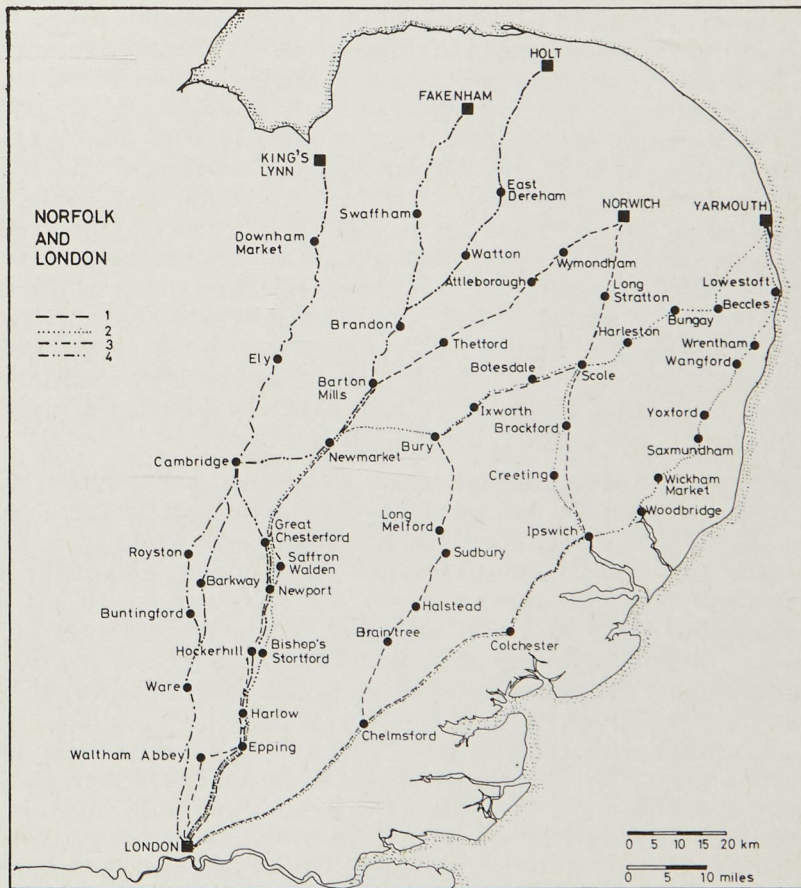 HOLT
FAKENHAM
KING'S
LYNN
East
Dereham
NORFOLK
AND
LONDON
Swaffham
NORWICH
YARMOUTH
Downham
Market
Watton
Wymondham
Attleborough
Lowestoft
Long
Stratton
Beccles
Bungay
1
2
3
4
Brandon
Harleston
Thetford
Wrentham
Ely
Wangford
Barton
Mills
Botesdale
Scole
Ixworth
Yoxford
Brockford
Cambridge
Newmarket
Bury
Saxmundham
Creeting
Wickham
Market
Woodbridge
Great
Chesterford
Long
Melford
Ipswich
Royston
Saffron
Walden
Sudbury
Barkway
Newport
Buntingford
Halstead
Braintree
Hockerhill
Bishop's
Stortford
Colchester
Ware
Harlow
Chelmsford
Waltham Abbey
Epping
LONDON
0 5 10 15 20 km
0 5 10 miles